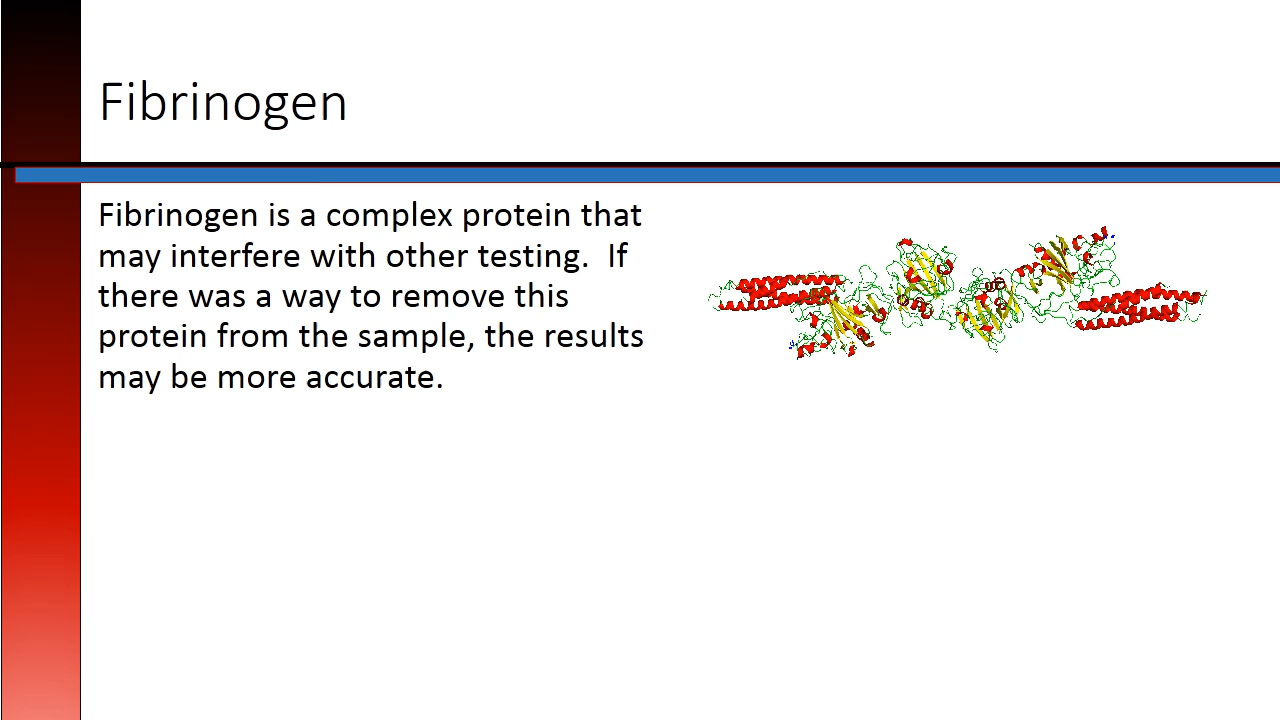 Fibrinogen
Fibrinogen is a complex protein that
may interfere with other testing.  If
there was a way to remove this
protein from the sample, the results
may be more accurate.